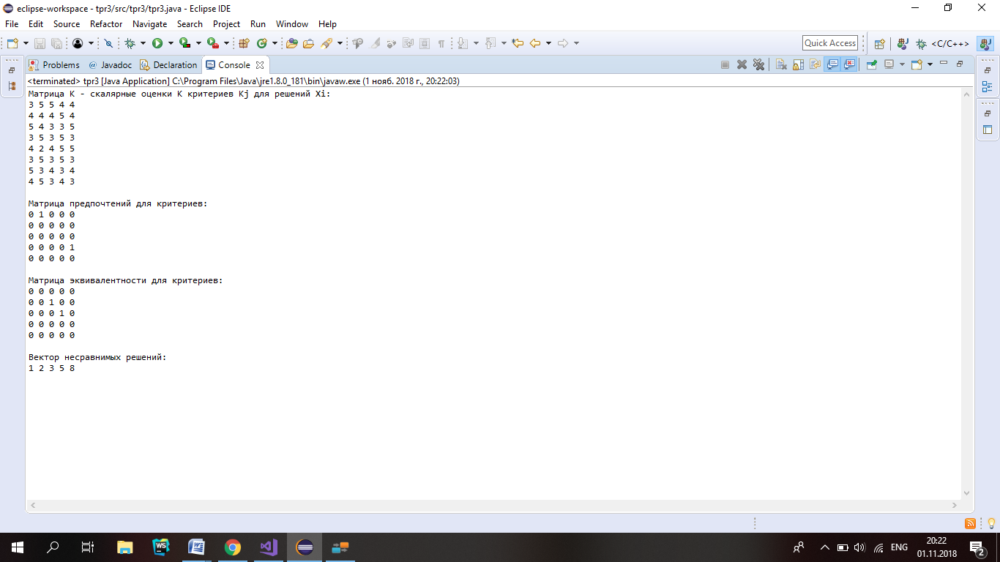 eclipse-workspace - tpr3/src/tpr3/tpr3.java - Eclipse IDE
File Edit Source Refactor Navigate Search Project Run Window Help
Quick Access
<C/C++>
Problems @ Javadoc Declaration Console
<terminated> tpr3 [Java Application] C:\Program Files\Java\jre1.8.0_181\bin\javaw.exe (1 нояб. 2018 г., 20:22:03)
Матрица K - скалярные оценки K критериев Kj для решений Xi:
3 5 5 4 4
4 4 4 5 4
5 4 3 3 5
3 5 3 5 3
4 2 4 5 5
3 5 3 5 3
5 3 4 3 4
4 5 3 4 3
Матрица предпочтений для критериев:
0 1 0 0 0
0 0 0 0 0
0 0 0 0 0
0 0 0 0 1
0 0 0 0 0
Матрица эквивалентности для критериев:
0 0 0 0 0
0 0 1 0 0
0 0 0 1 0
0 0 0 0 0
0 0 0 0 0
Вектор несравнимых решений:
1 2 3 5 8
ENG
20:22
01.11.2018
2